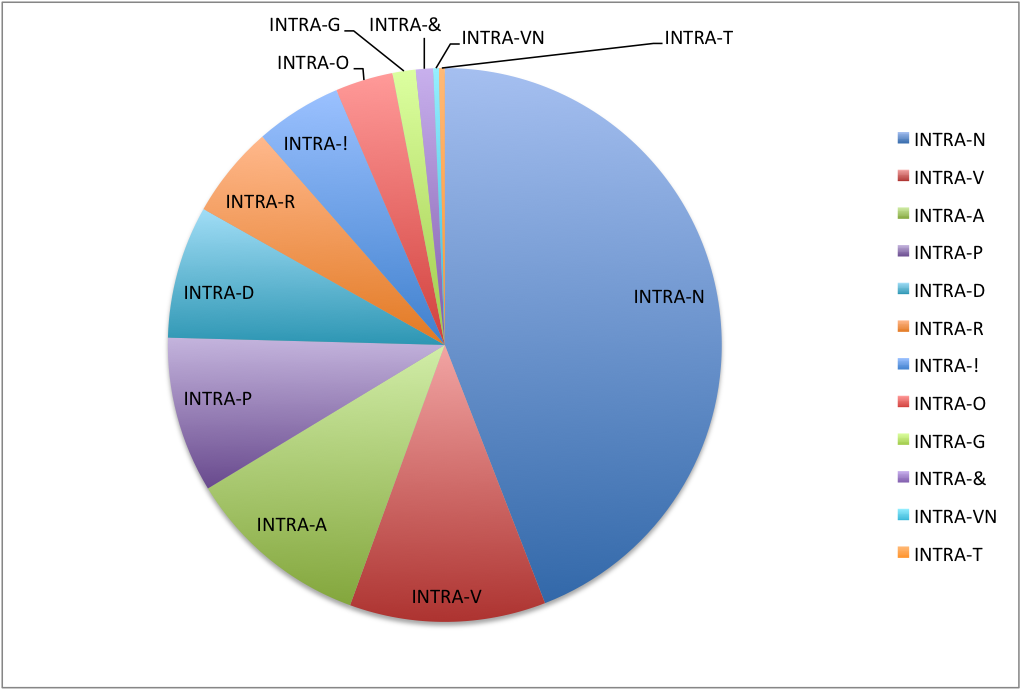 INTRA-G
INTRA-&
INTRA-VN
INTRA-T
INTRA-O
INTRA-!
INTRA-R
INTRA-D
INTRA-N
INTRA-P
INTRA-A
INTRA-V
INTRA-N
INTRA-V
INTRA-A
INTRA-P
INTRA-D
INTRA-R
INTRA-!
INTRA-O
INTRA-G
INTRA-&
INTRA-VN
INTRA-T